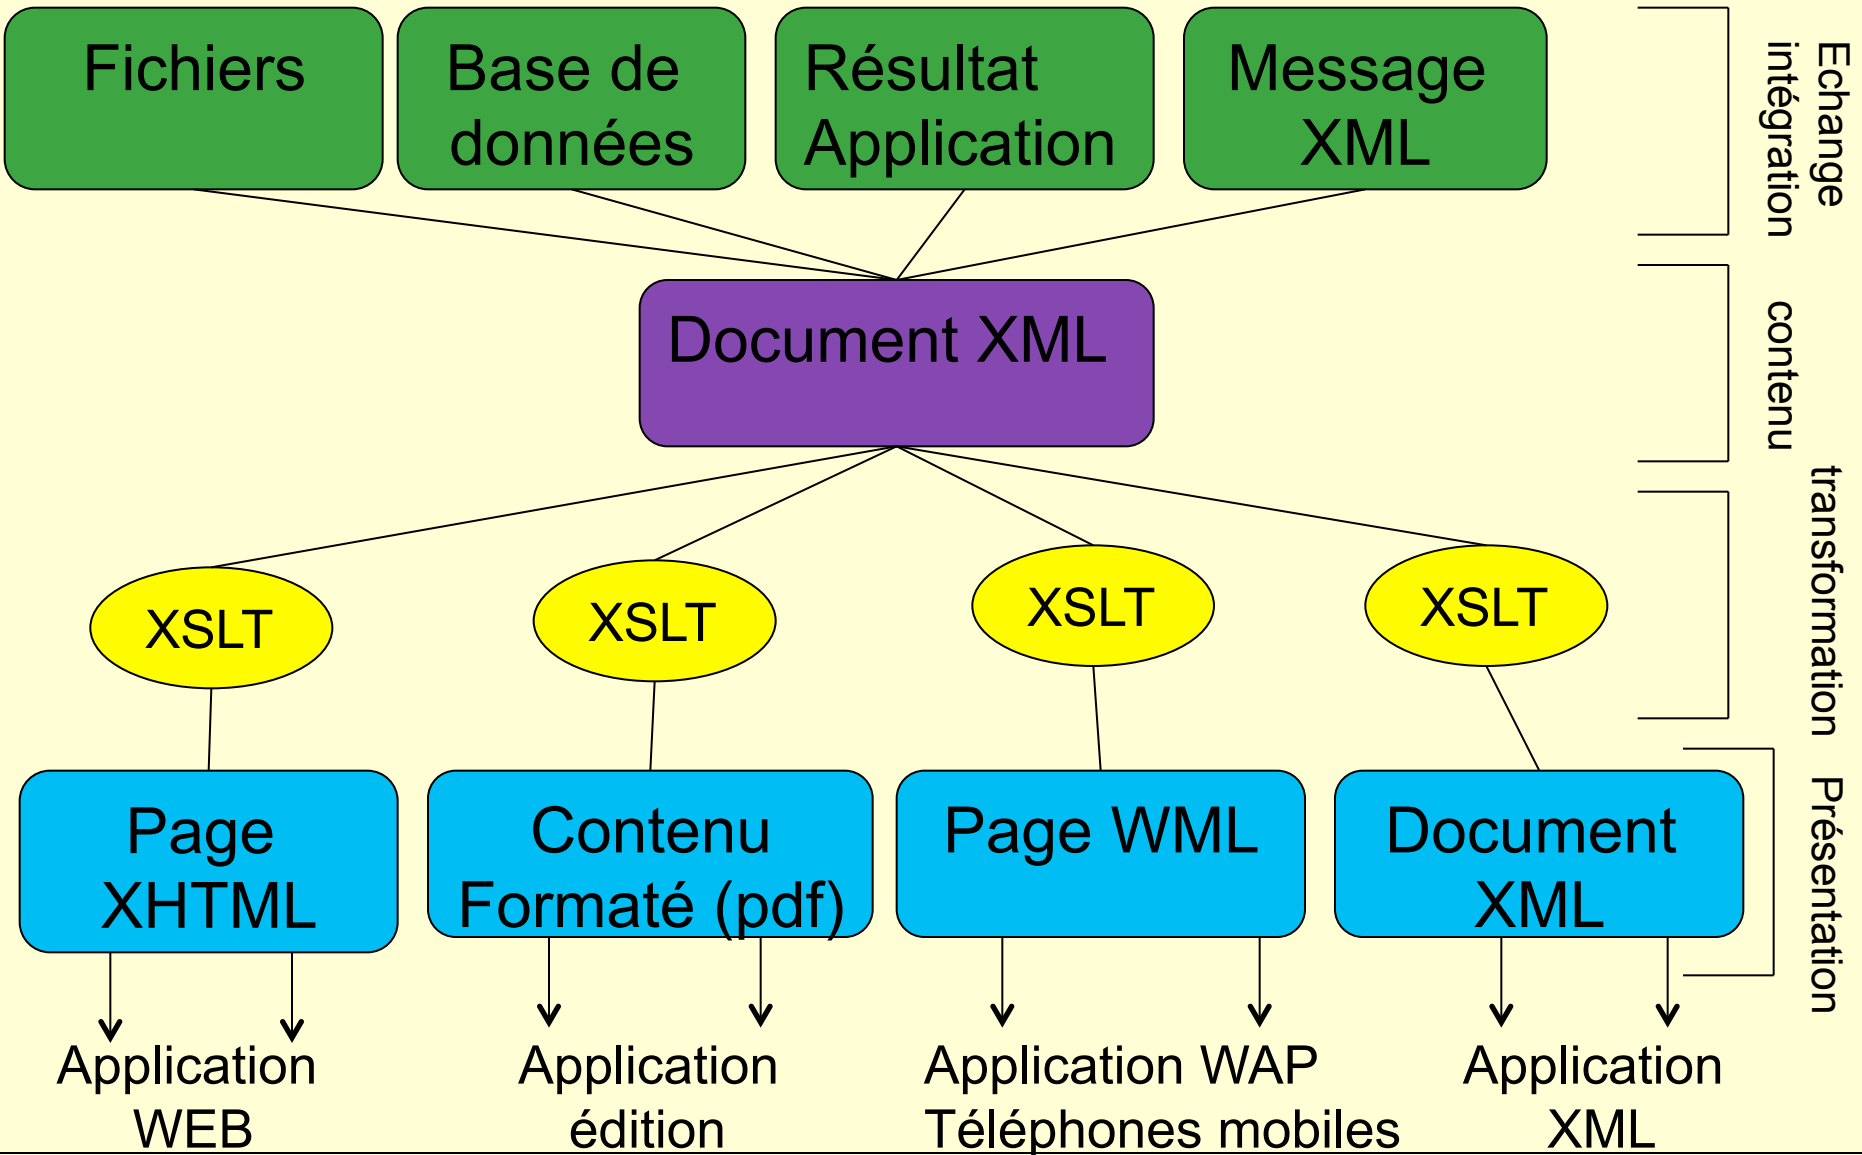 Fichiers
Base de
données
Résultat
Application
Message
XML
Echange
intégration
Document XML
contenu
XSLT
XSLT
XSLT
XSLT
transformation
Page
XHTML
Contenu
Formaté (pdf)
Page WML
Document
XML
Présentation
Application
WEB
Application
édition
Application WAP
Téléphones mobiles
Application
XML